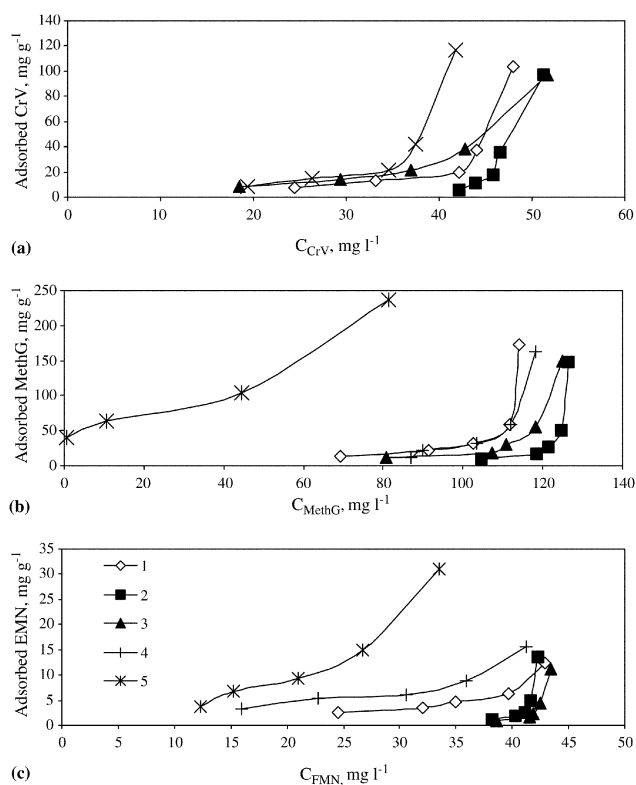 140
120
100
80
60
40
20
0
Adsorbed CrV, mg g-1
0 10 20 30 40 50 60
(a)
C CrV, mg l-1
250
200
150
100
50
0
Adsorbed MethG, mg g-1
0 20 40 60 80 100 120 140
(b)
C MethG, mg l-1
35
30
25
20
15
10
5
0
Adsorbed EMN, mg g-1
1
2
3
4
5
0 5 10 15 20 25 30 35 40 45 50
(c)
C FMN, mg l-1